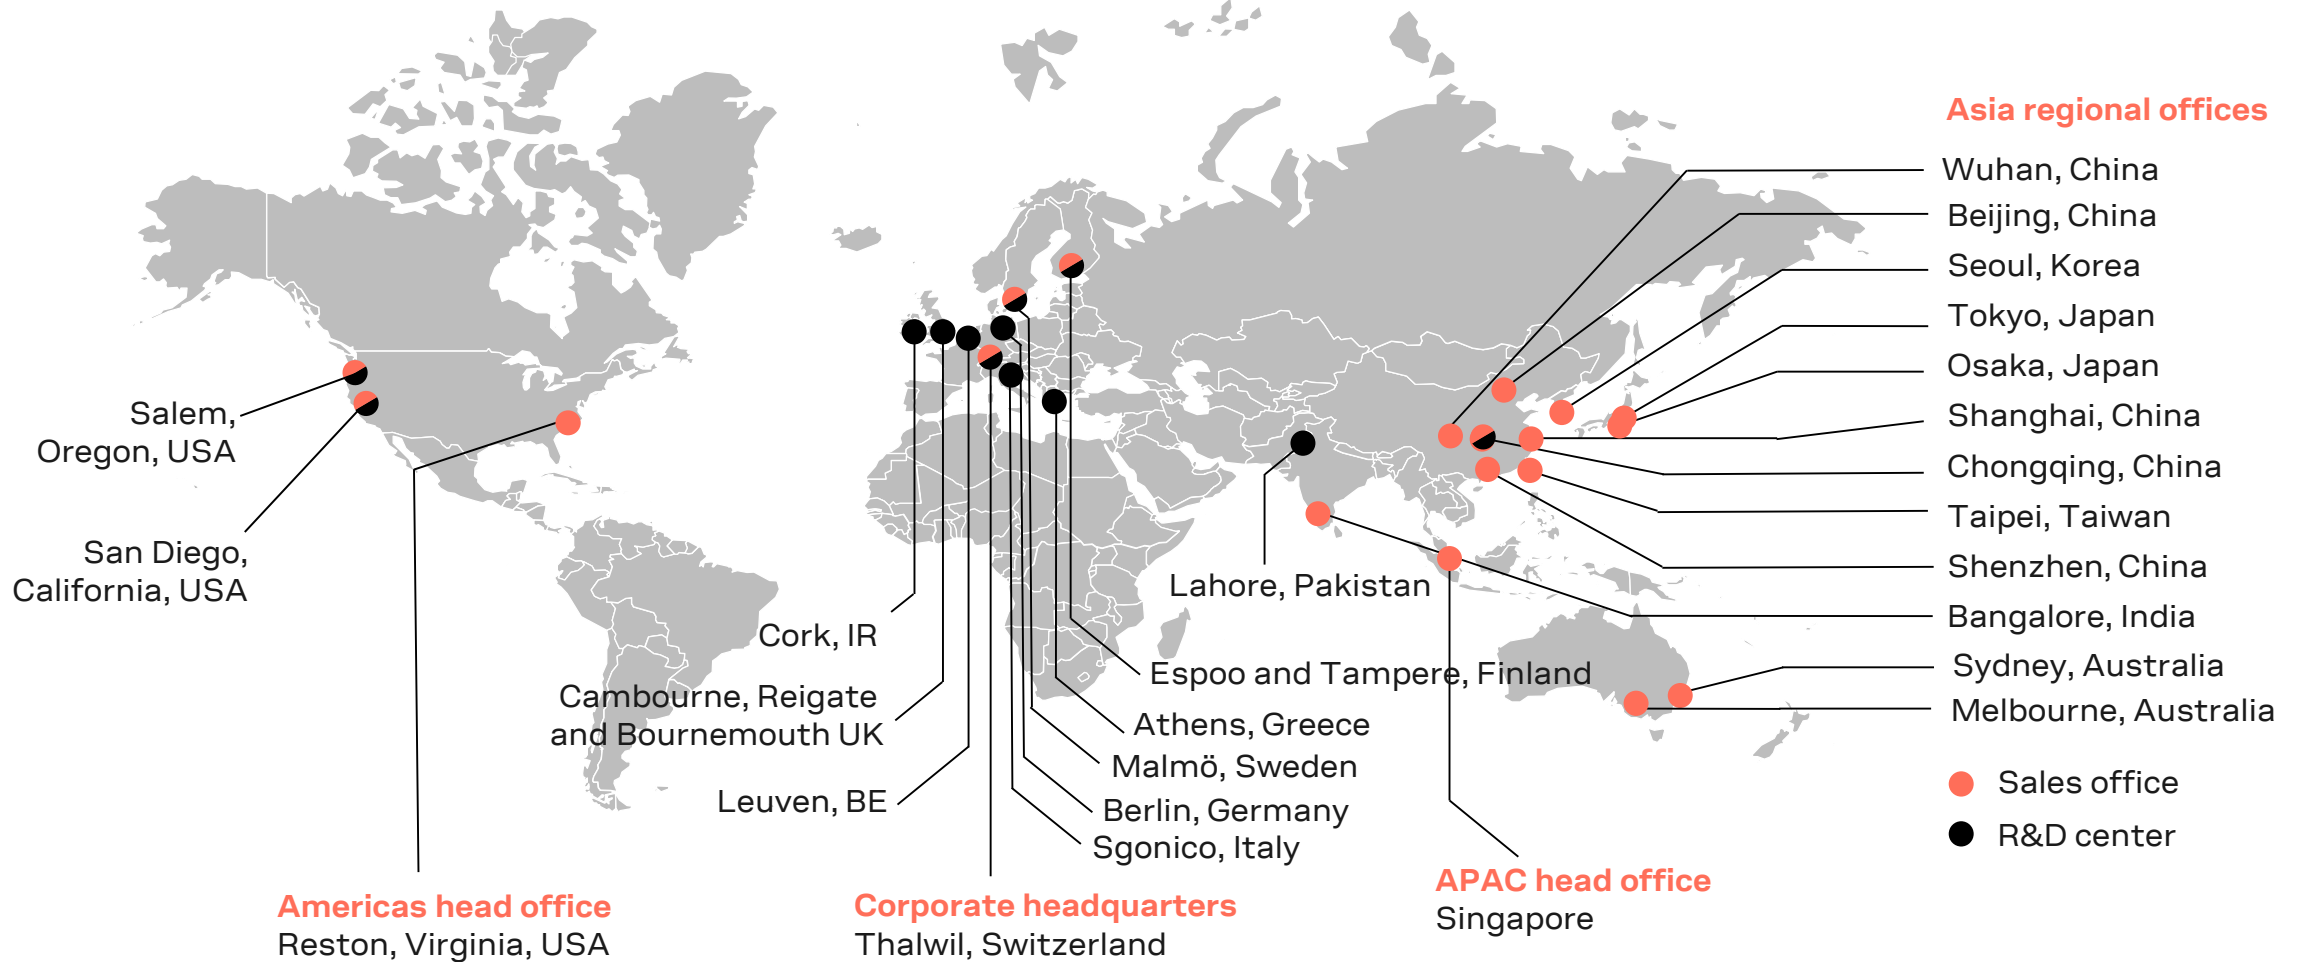 Asia regional offices
Wuhan, China
Beijing, China
Seoul, Korea
Tokyo, Japan
Osaka, Japan
Shanghai, China
Chongqing, China
Taipei, Taiwan
Shenzhen, China
Bangalore, India
Sydney, Australia
Melbourne, Australia
Sales office
R&D center
Salem,
Oregon, USA
San Diego,
California, USA
Americas head office
Reston, Virginia, USA
Cork, IR
Cambourne, Reigate
and Bournemouth UK
Leuven, BE
Corporate headquarters
Thalwil, Switzerland
Lahore, Pakistan
Espoo and Tampere, Finland
Athens, Greece
Malmö, Sweden
Berlin, Germany
Sgonico, Italy
APAC head office
Singapore